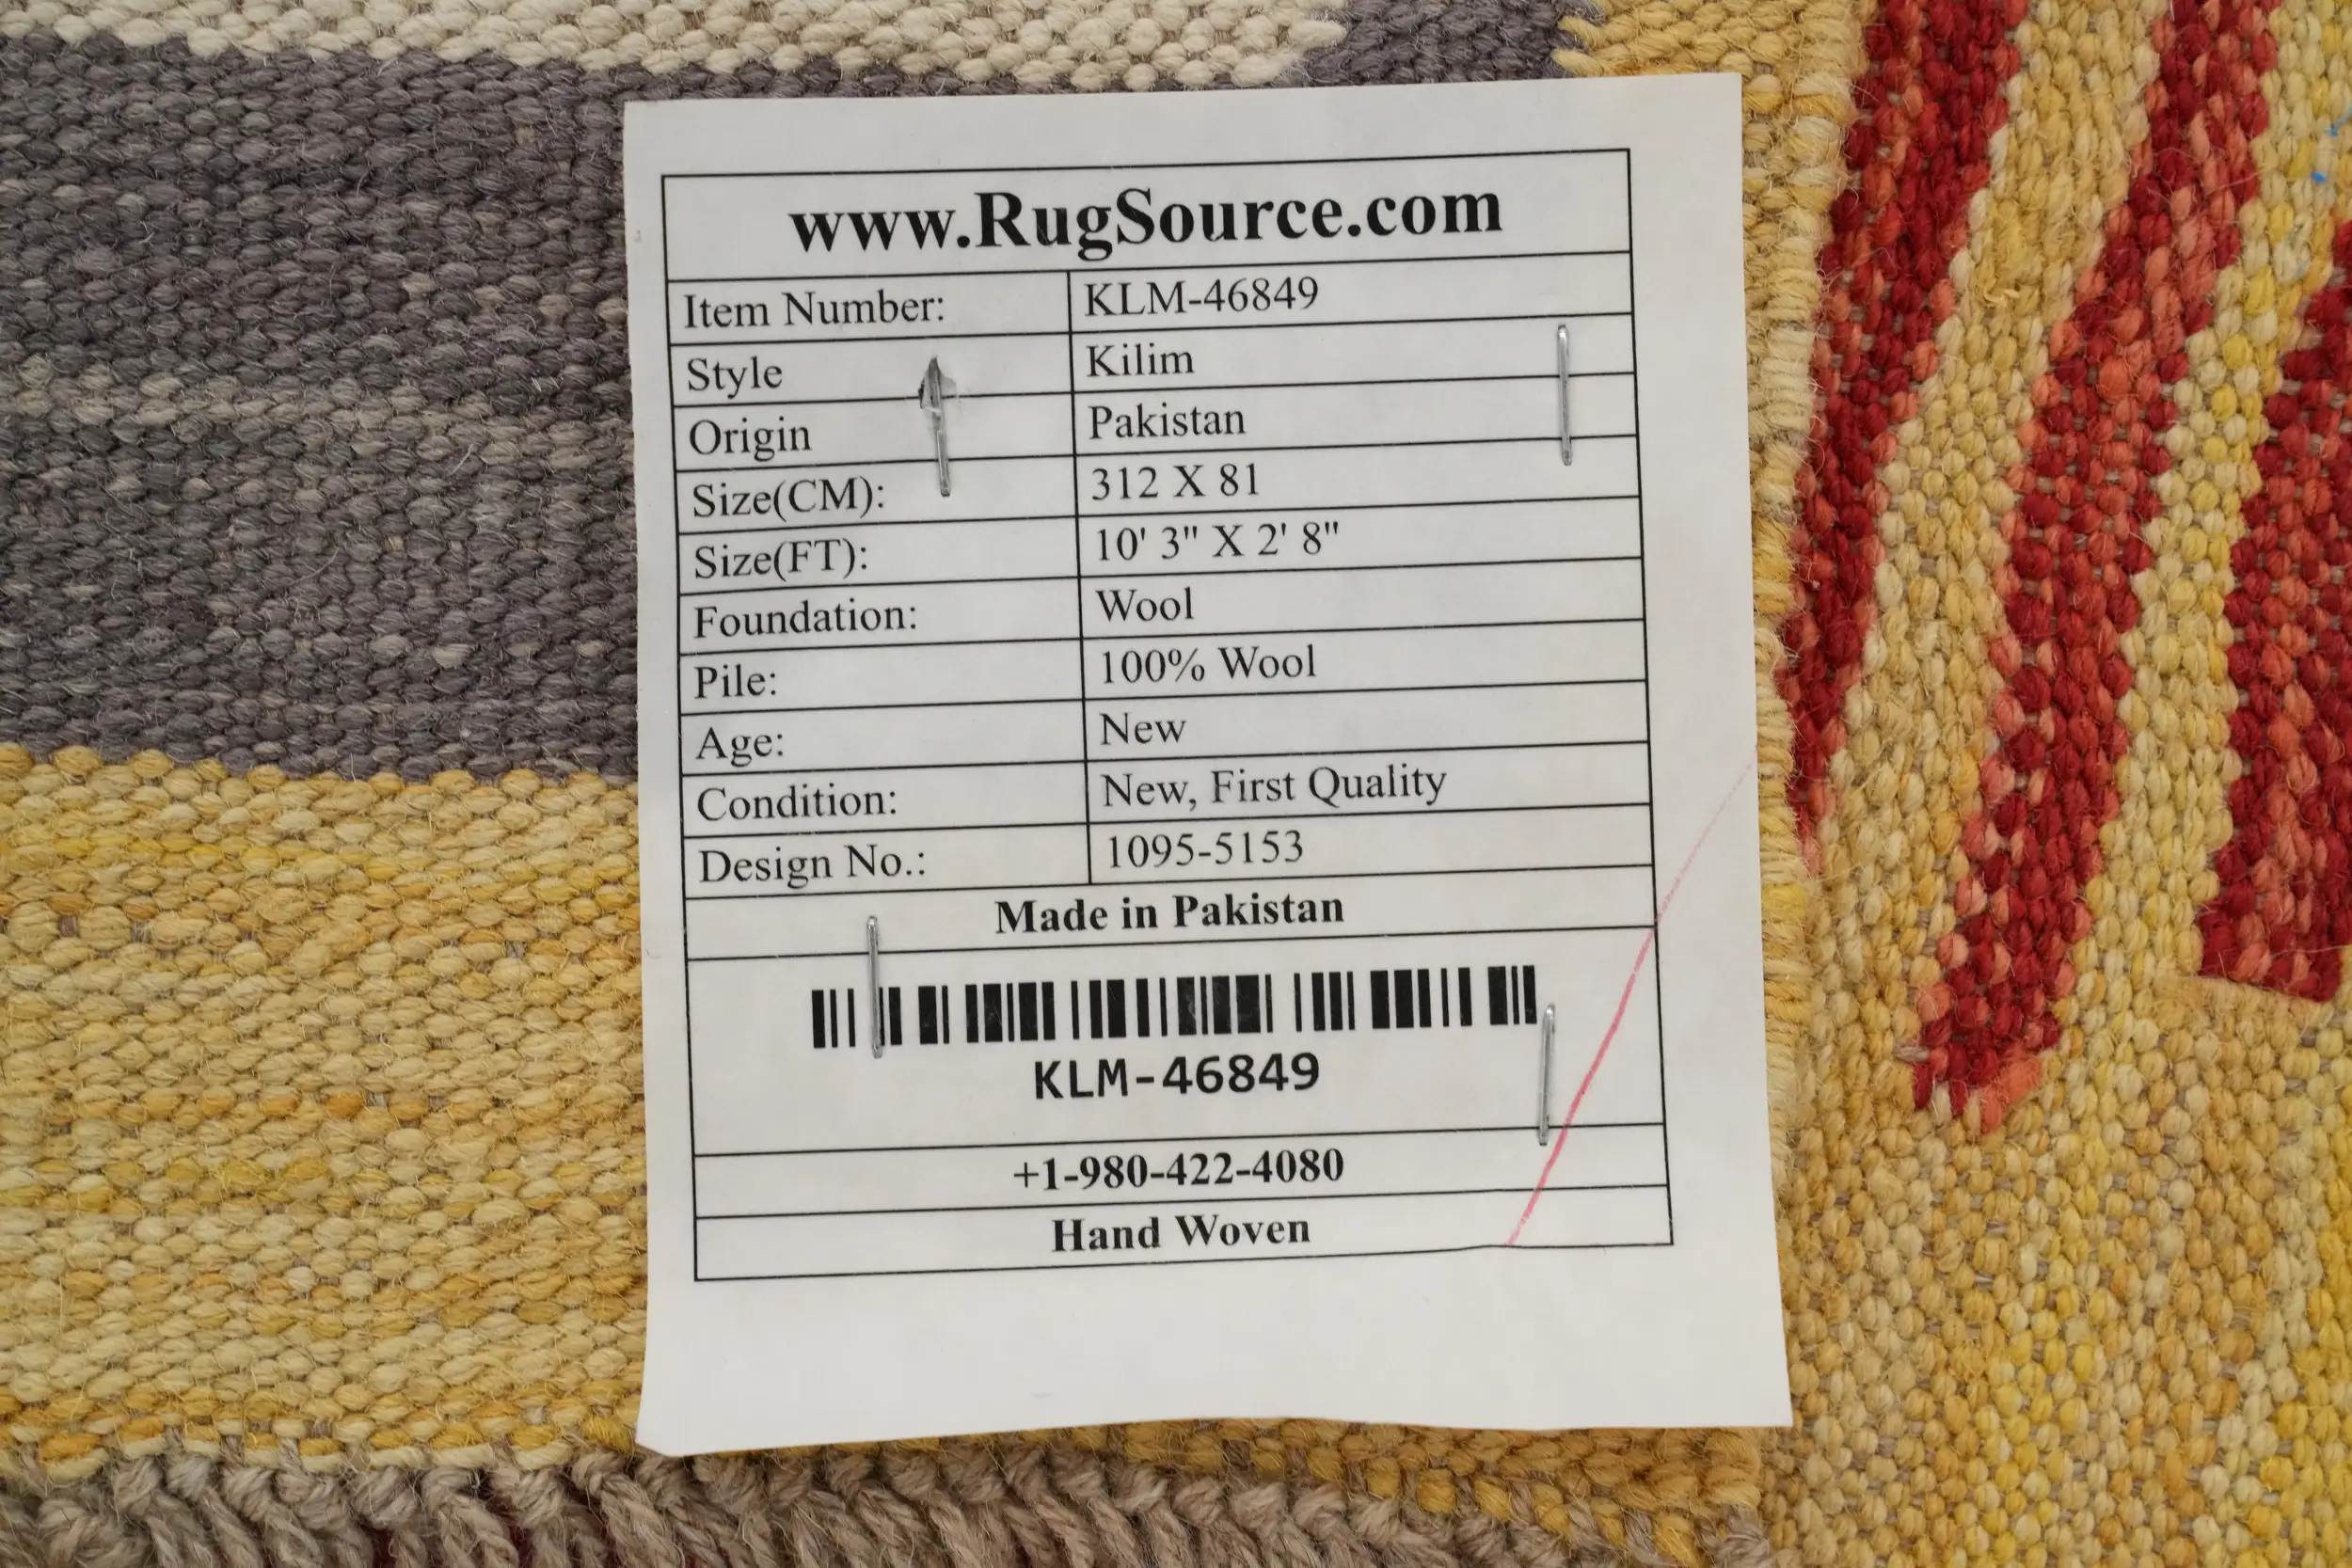 www.RugSource.com
Item Number: KLM-46849
Style Kilim
Origin Pakistan
Size(CM): 312 X 81
Size(FT): 10' 3" X 2' 8"
Foundation: Wool
Pile: 100% Wool
Age: New
Condition: New, First Quality
Design No.: 1095-5153
Made in Pakistan
KLM-46849
+1-980-422-4080
Hand Woven